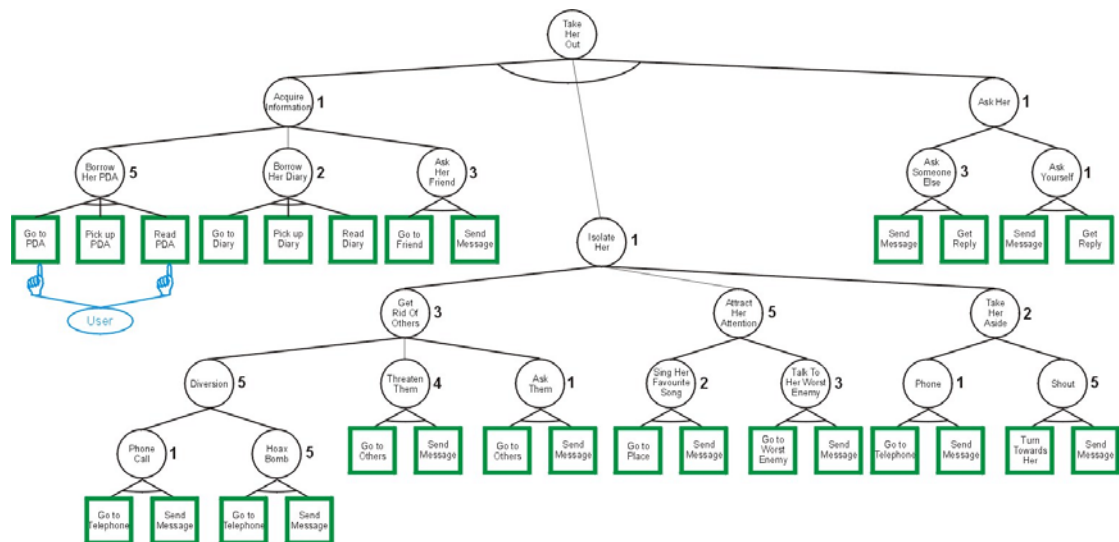 Take
Her
Out
Acquire
Information
1
Ask Her
1
Borrow
Her PDA
5
Borrow
Her Diary
2
Ask
Her
Friend
3
Ask
Someone
Else
3
Ask
Yourself
1
Go to
PDA
Pick up
PDA
Read
PDA
Go to
Diary
Pick up
Diary
Read
Diary
Go to
Friend
Send
Message
Send
Message
Get
Reply
Send
Message
Get
Reply
User
Isolate
Her
1
Get
Rid Of
Others
3
Attract
Her
Attention
5
Take
Her
Aside
2
Diversion
5
Threaten
Them
4
Ask
Them
1
Sing Her
Favourite
Song
2
Talk To
Her Worst
Enemy
3
Phone
1
Shout
5
Phone
Call
1
Hoax
Bomb
5
Go to
Others
Send
Message
Go to
Others
Send
Message
Go to
Place
Send
Message
Go to
Worst
Enemy
Send
Message
Go to
Telephone
Send
Message
Turn
Towards
Her
Send
Message
Go to
Telephone
Send
Message
Go to
Telephone
Send
Message